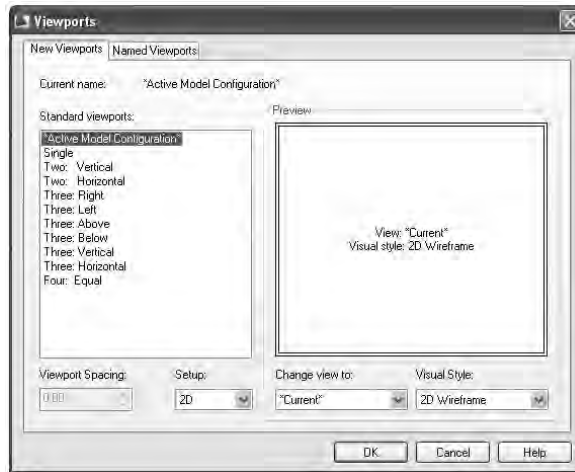 Viewports
New Viewports Named Viewports
Current name: *Active Model Configuration*
Standard viewports:
*Active Model Configuration*
Single
Two: Vertical
Two: Horizontal
Three: Right
Three: Left
Three: Above
Three: Below
Three: Vertical
Three: Horizontal
Four: Equal
Preview
View: *Current*
Visual style: 2D Wireframe
Viewport Spacing: Setup: Change view to: Visual Style:
0.00 2D *Current* 2D Wireframe
OK Cancel Help